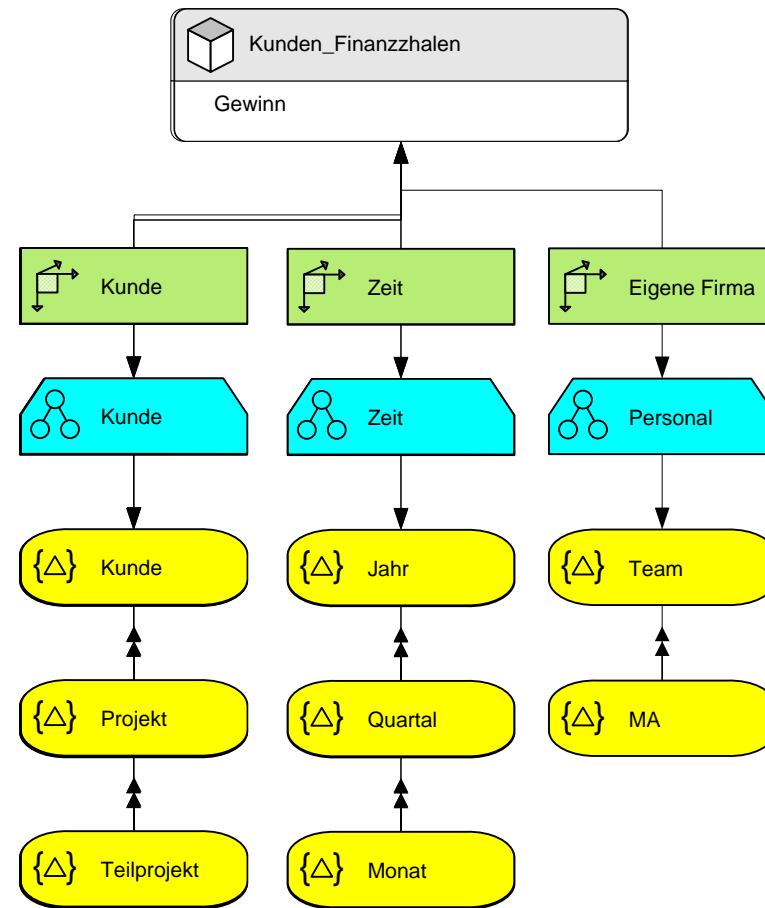 Kunden_Finanzzhalen
Gewinn
Kunde
Zeit
Eigene Firma
Kunde
Zeit
Personal
Kunde
Jahr
Team
Projekt
Quartal
MA
Teilprojekt
Monat